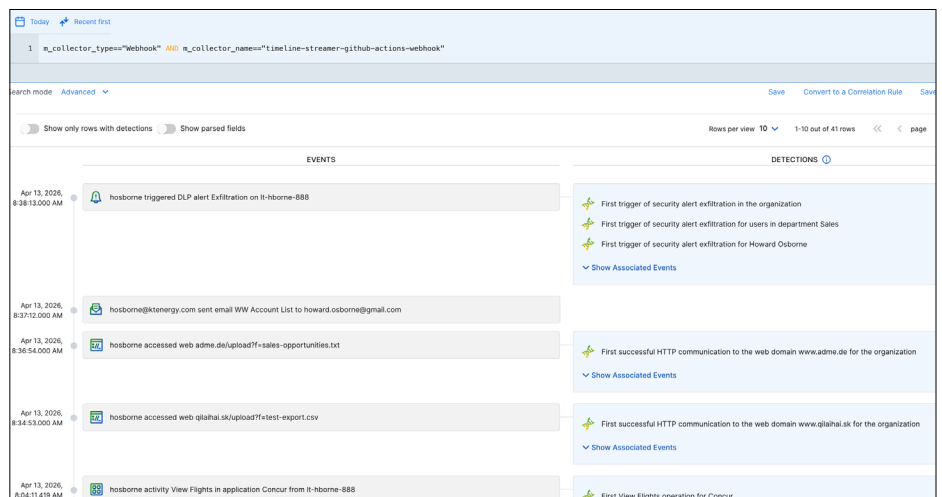 Today Recent first
1 m_collector_type=="Webhook" AND m_collector_name=="timeline-streamer-github-actions-webhook"
Search mode Advanced Save Convert to a Correlation Rule Save
Show only rows with detections Show parsed fields Rows per view 10 1-10 out of 41 rows page
EVENTS DETECTIONS
Apr 13, 2026,
8:38:13.000 AM
hosborne triggered DLP alert Exfiltration on lt-hborne-888
First trigger of security alert exfiltration in the organization
First trigger of security alert exfiltration for users in department Sales
First trigger of security alert exfiltration for Howard Osborne
Show Associated Events
Apr 13, 2026,
8:37:12.000 AM
hosborne@ktenergy.com sent email WW Account List to howard.osborne@gmail.com
Apr 13, 2026,
8:36:54.000 AM
hosborne accessed web adme.de/upload?f=sales-opportunities.txt
First successful HTTP communication to the web domain www.adme.de for the organization
Show Associated Events
Apr 13, 2026,
8:34:53.000 AM
hosborne accessed web qilaihai.sk/upload?f=test-export.csv
First successful HTTP communication to the web domain www.qilaihai.sk for the organization
Show Associated Events
Apr 13, 2026,
8:04:11.419 AM
hosborne activity View Flights in application Concur from lt-hborne-888
First View Flights operation for Concur